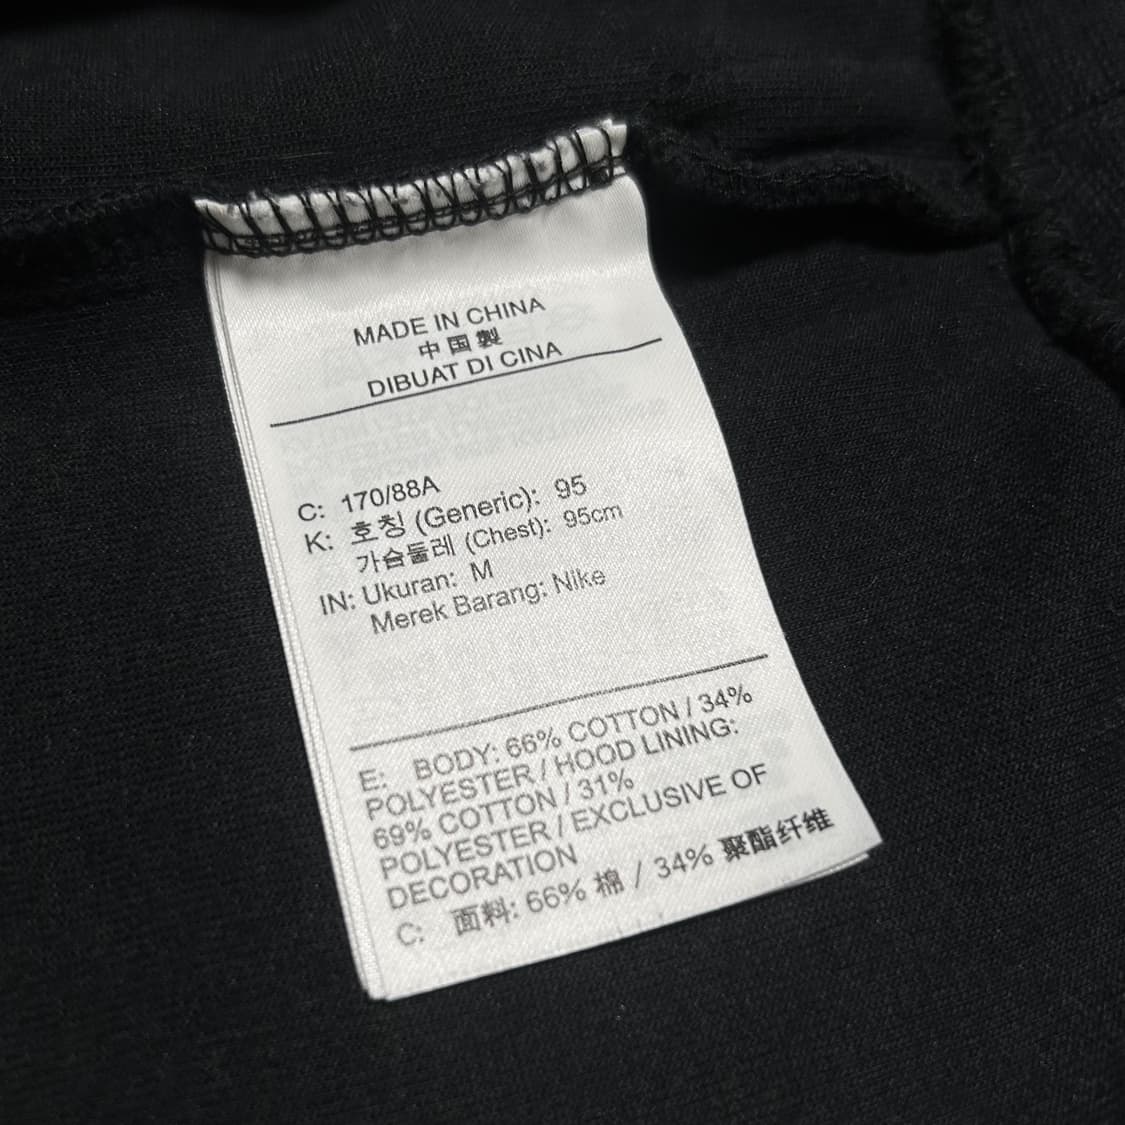 MADE IN CHINA
中国製
DIBUAT DI CINA
C: 170/88A
K: 호칭 (Generic): 95
가슴둘레 (Chest): 95cm
IN: Ukuran: M
Merek Barang: Nike
E: BODY: 66% COTTON / 34%
POLYESTER / HOOD LINING:
69% COTTON / 31%
POLYESTER / EXCLUSIVE OF
DECORATION
C: 面料: 66% 棉 / 34% 聚酯纤维